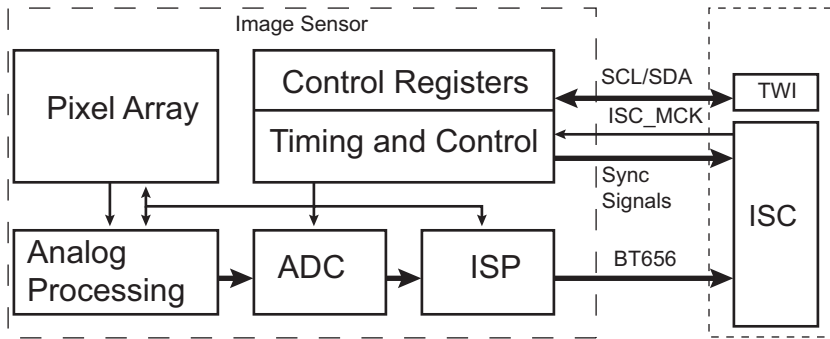 Image Sensor
Pixel Array
Control Registers
Timing and Control
SCL/SDA
TWI
ISC_MCK
Sync
Signals
ISC
Analog
Processing
ADC
ISP
BT656